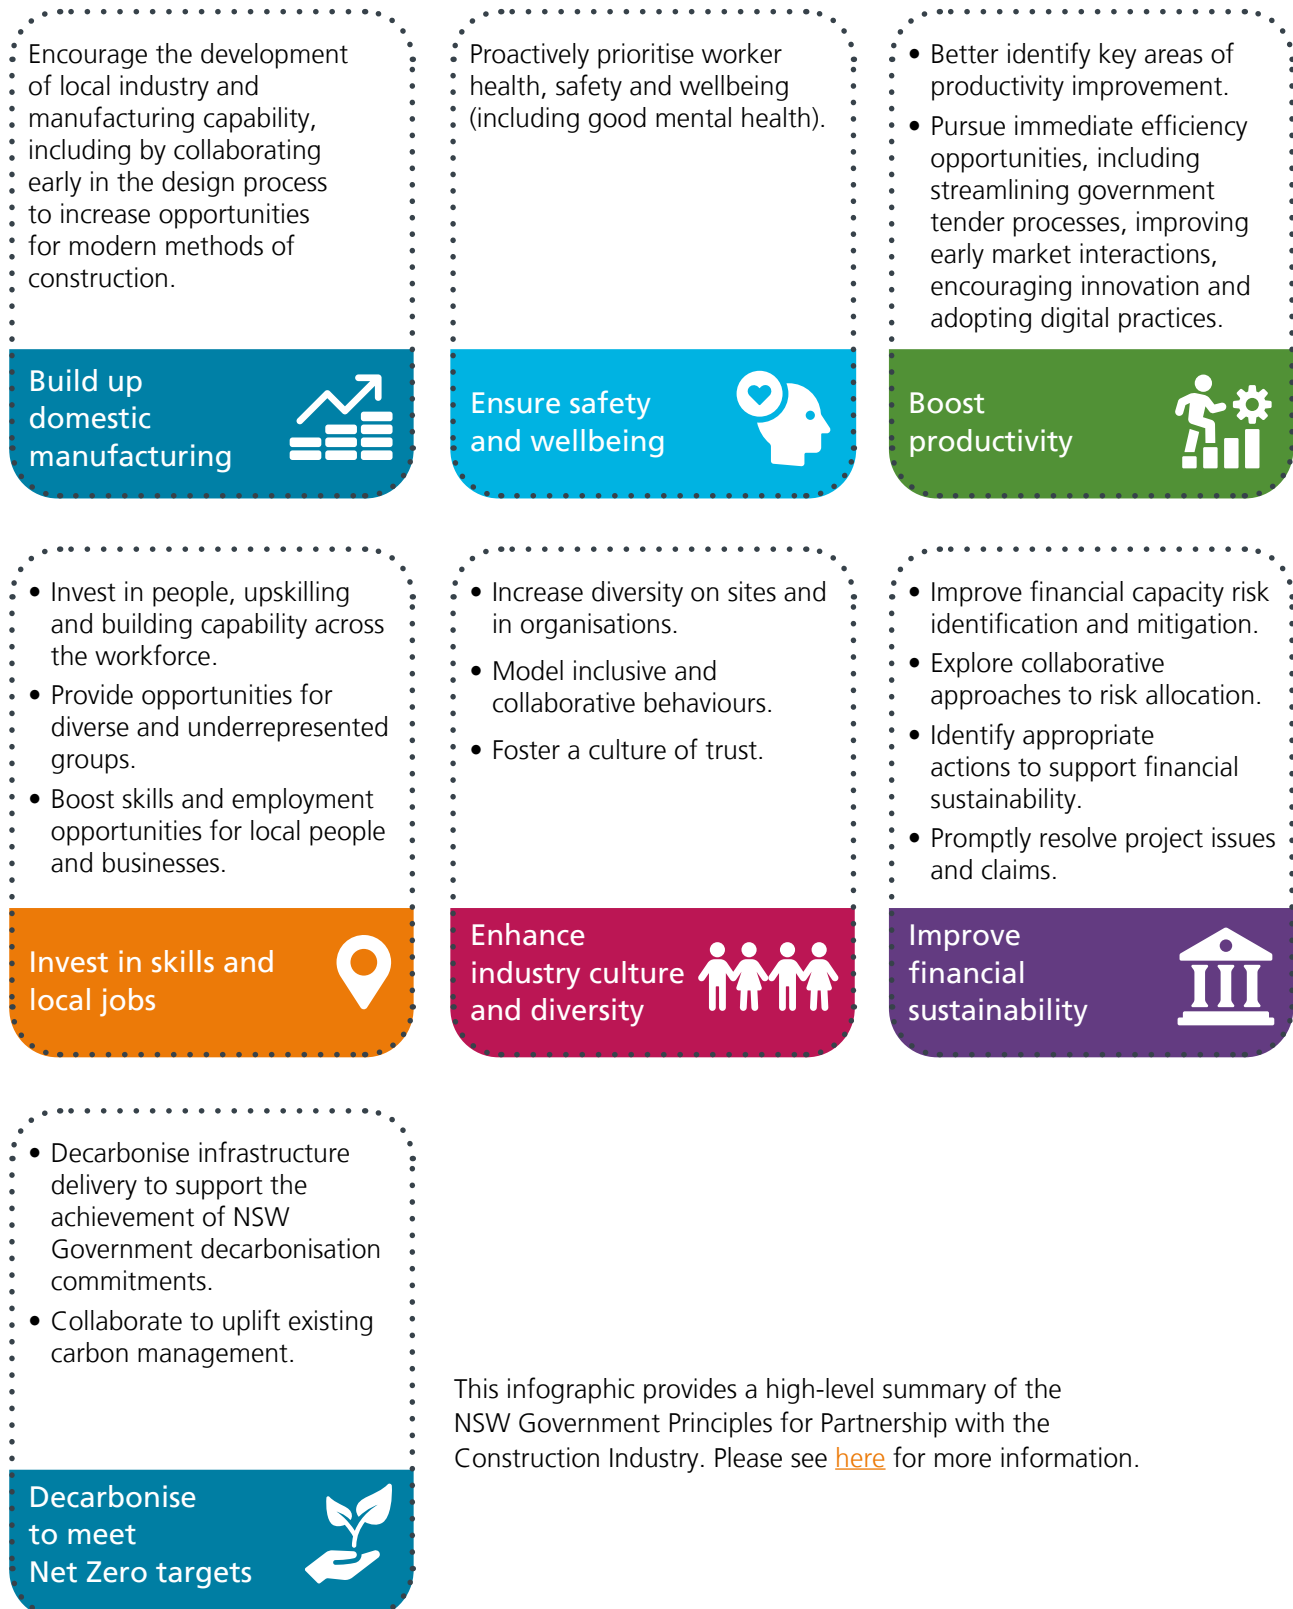 Encourage the development
of local industry and
manufacturing capability,
including by collaborating
early in the design process
to increase opportunities
for modern methods of
construction.
Build up
domestic
manufacturing
Proactively prioritise worker
health, safety and wellbeing
(including good mental health).
Ensure safety
and wellbeing
• Better identify key areas of
productivity improvement.
• Pursue immediate efficiency
opportunities, including
streamlining government
tender processes, improving
early market interactions,
encouraging innovation and
adopting digital practices.
Boost
productivity
• Invest in people, upskilling
and building capability across
the workforce.
• Provide opportunities for
diverse and underrepresented
groups.
• Boost skills and employment
opportunities for local people
and businesses.
Invest in skills and
local jobs
• Increase diversity on sites and
in organisations.
• Model inclusive and
collaborative behaviours.
• Foster a culture of trust.
Enhance
industry culture
and diversity
• Improve financial capacity risk
identification and mitigation.
• Explore collaborative
approaches to risk allocation.
• Identify appropriate
actions to support financial
sustainability.
• Promptly resolve project issues
and claims.
Improve
financial
sustainability
• Decarbonise infrastructure
delivery to support the
achievement of NSW
Government decarbonisation
commitments.
• Collaborate to uplift existing
carbon management.
Decarbonise
to meet
Net Zero targets
This infographic provides a high-level summary of the
NSW Government Principles for Partnership with the
Construction Industry. Please see here for more information.